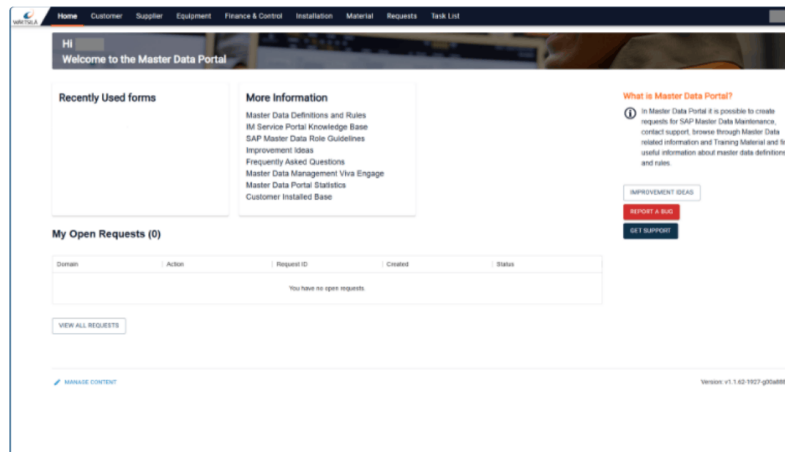 WÄRTSILÄ
Home Customer Supplier Equipment Finance & Control Installation Material Requests Task List
Hi
Welcome to the Master Data Portal
Recently Used forms
More Information
Master Data Definitions and Rules
IM Service Portal Knowledge Base
SAP Master Data Role Guidelines
Improvement Ideas
Frequently Asked Questions
Master Data Management Viva Engage
Master Data Portal Statistics
Customer Installed Base
What is Master Data Portal?
In Master Data Portal it is possible to create
requests for SAP Master Data Maintenance,
contact support, browse through Master Data
related information and Training Material and
useful information about master data definitions
and rules.
IMPROVEMENT IDEAS
REPORT A BUG
GET SUPPORT
My Open Requests (0)
Domain Action Request ID Created Status
You have no open requests
VIEW ALL REQUESTS
MANAGE CONTENT
Version: